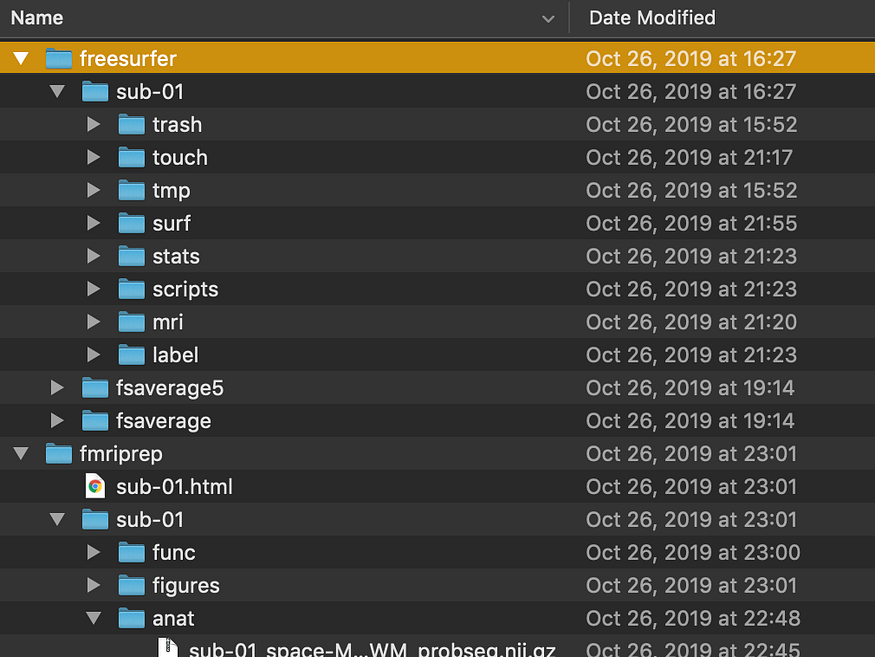 Name Date Modified
freesurfer Oct 26, 2019 at 16:27
sub-01 Oct 26, 2019 at 16:27
trash Oct 26, 2019 at 15:52
touch Oct 26, 2019 at 21:17
tmp Oct 26, 2019 at 15:52
surf Oct 26, 2019 at 21:55
stats Oct 26, 2019 at 21:23
scripts Oct 26, 2019 at 21:23
mri Oct 26, 2019 at 21:20
label Oct 26, 2019 at 21:23
fsaverage5 Oct 26, 2019 at 19:14
fsaverage Oct 26, 2019 at 19:14
fmriprep Oct 26, 2019 at 23:01
sub-01.html Oct 26, 2019 at 23:01
sub-01 Oct 26, 2019 at 23:01
func Oct 26, 2019 at 23:00
figures Oct 26, 2019 at 23:01
anat Oct 26, 2019 at 22:48
sub-01_space-M...WM_probseg.nii.gz Oct 26, 2019 at 22:45